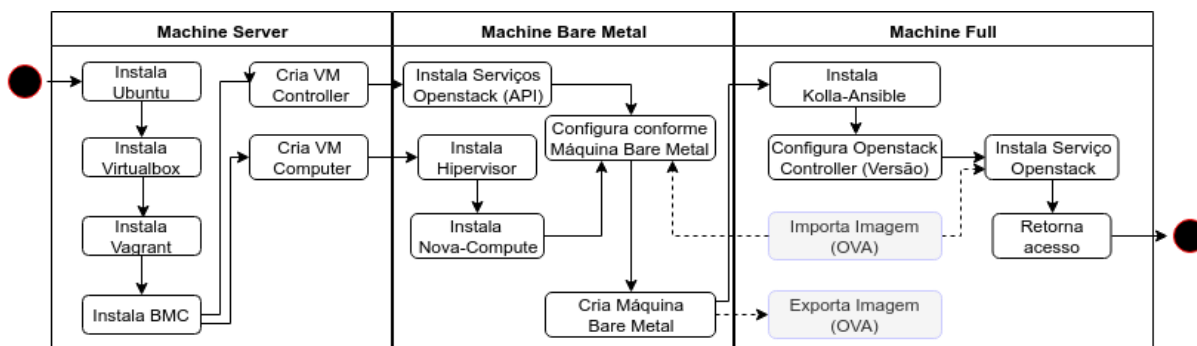 Machine Server
Machine Bare Metal
Machine Full
Instala
Ubuntu
Instala
Virtualbox
Instala
Vagrant
Instala BMC
Cria VM
Controller
Cria VM
Computer
Instala Serviços
Openstack (API)
Configura conforme
Máquina Bare Metal
Instala
Hipervisor
Instala
Nova-Compute
Cria Máquina
Bare Metal
Instala
Kolla-Ansible
Configura Openstack
Controller (Versão)
Instala Serviço
Openstack
Importa Imagem
(OVA)
Retorna
acesso
Exporta Imagem
(OVA)